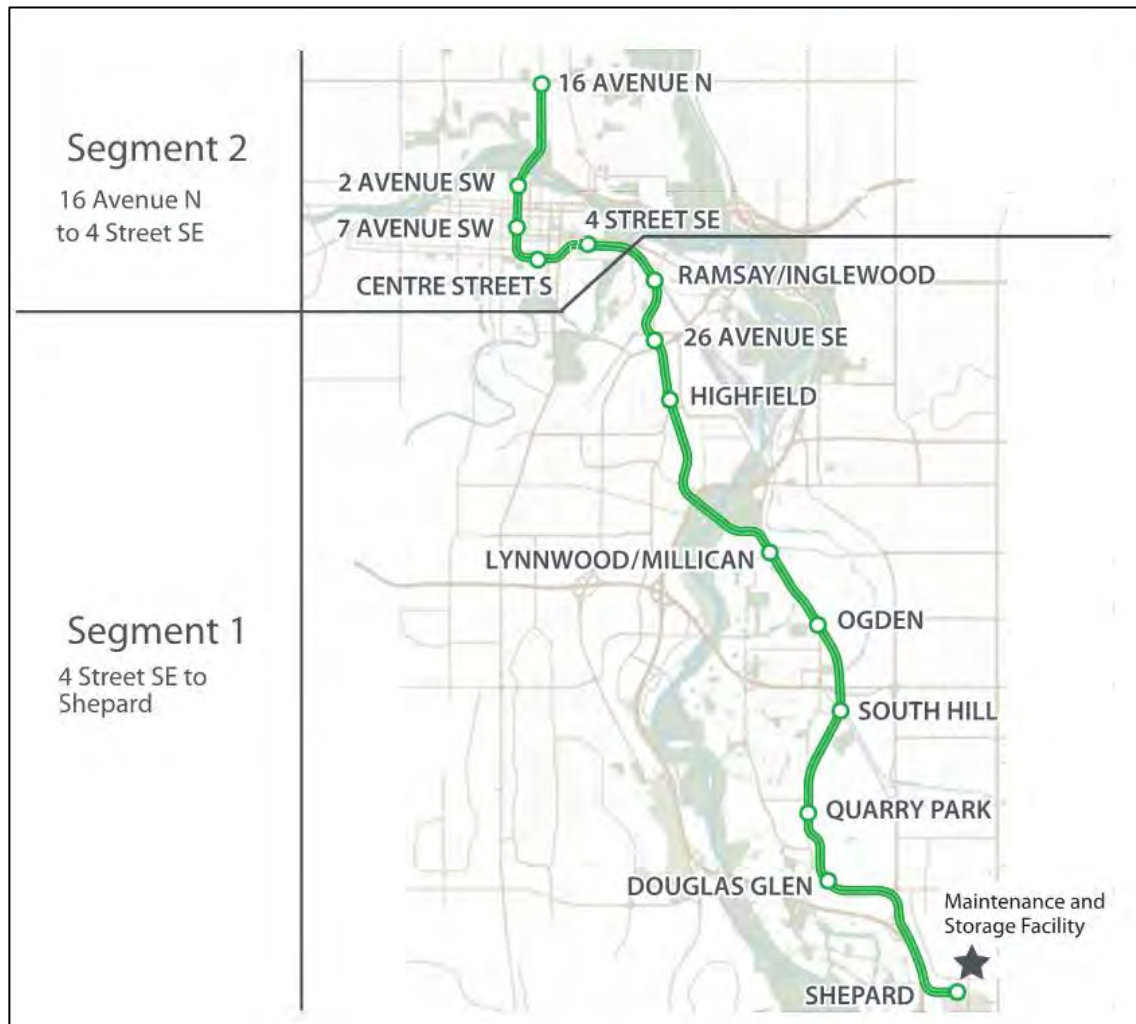 Segment 2
16 Avenue N
to 4 Street SE
16 AVENUE N
2 AVENUE SW
7 AVENUE SW
4 STREET SE
CENTRE STREET S
RAMSAY/INGLEWOOD
26 AVENUE SE
HIGHFIELD
LYNNWOOD/MILLICAN
Segment 1
4 Street SE to
Shepard
OGDEN
SOUTH HILL
QUARRY PARK
DOUGLAS GLEN
Maintenance and
Storage Facility
SHEPARD